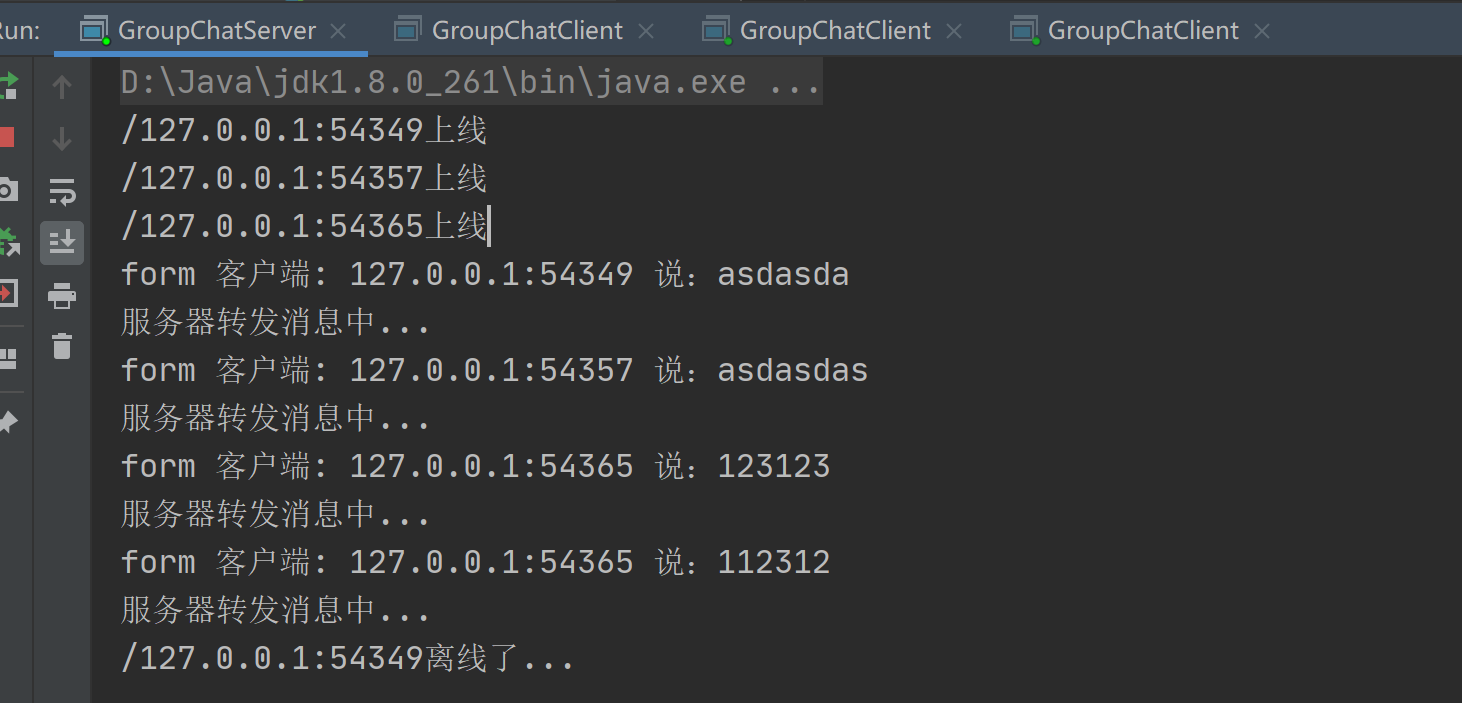 Run: GroupChatServer GroupChatClient GroupChatClient GroupChatClient
D:\Java\jdk1.8.0_261\bin\java.exe ...
/127.0.0.1:54349上线
/127.0.0.1:54357上线
/127.0.0.1:54365上线
form 客户端: 127.0.0.1:54349 说：asdasda
服务器转发消息中...
form 客户端: 127.0.0.1:54357 说：asdasdas
服务器转发消息中...
form 客户端: 127.0.0.1:54365 说：123123
服务器转发消息中...
form 客户端: 127.0.0.1:54365 说：112312
服务器转发消息中...
/127.0.0.1:54349离线了...